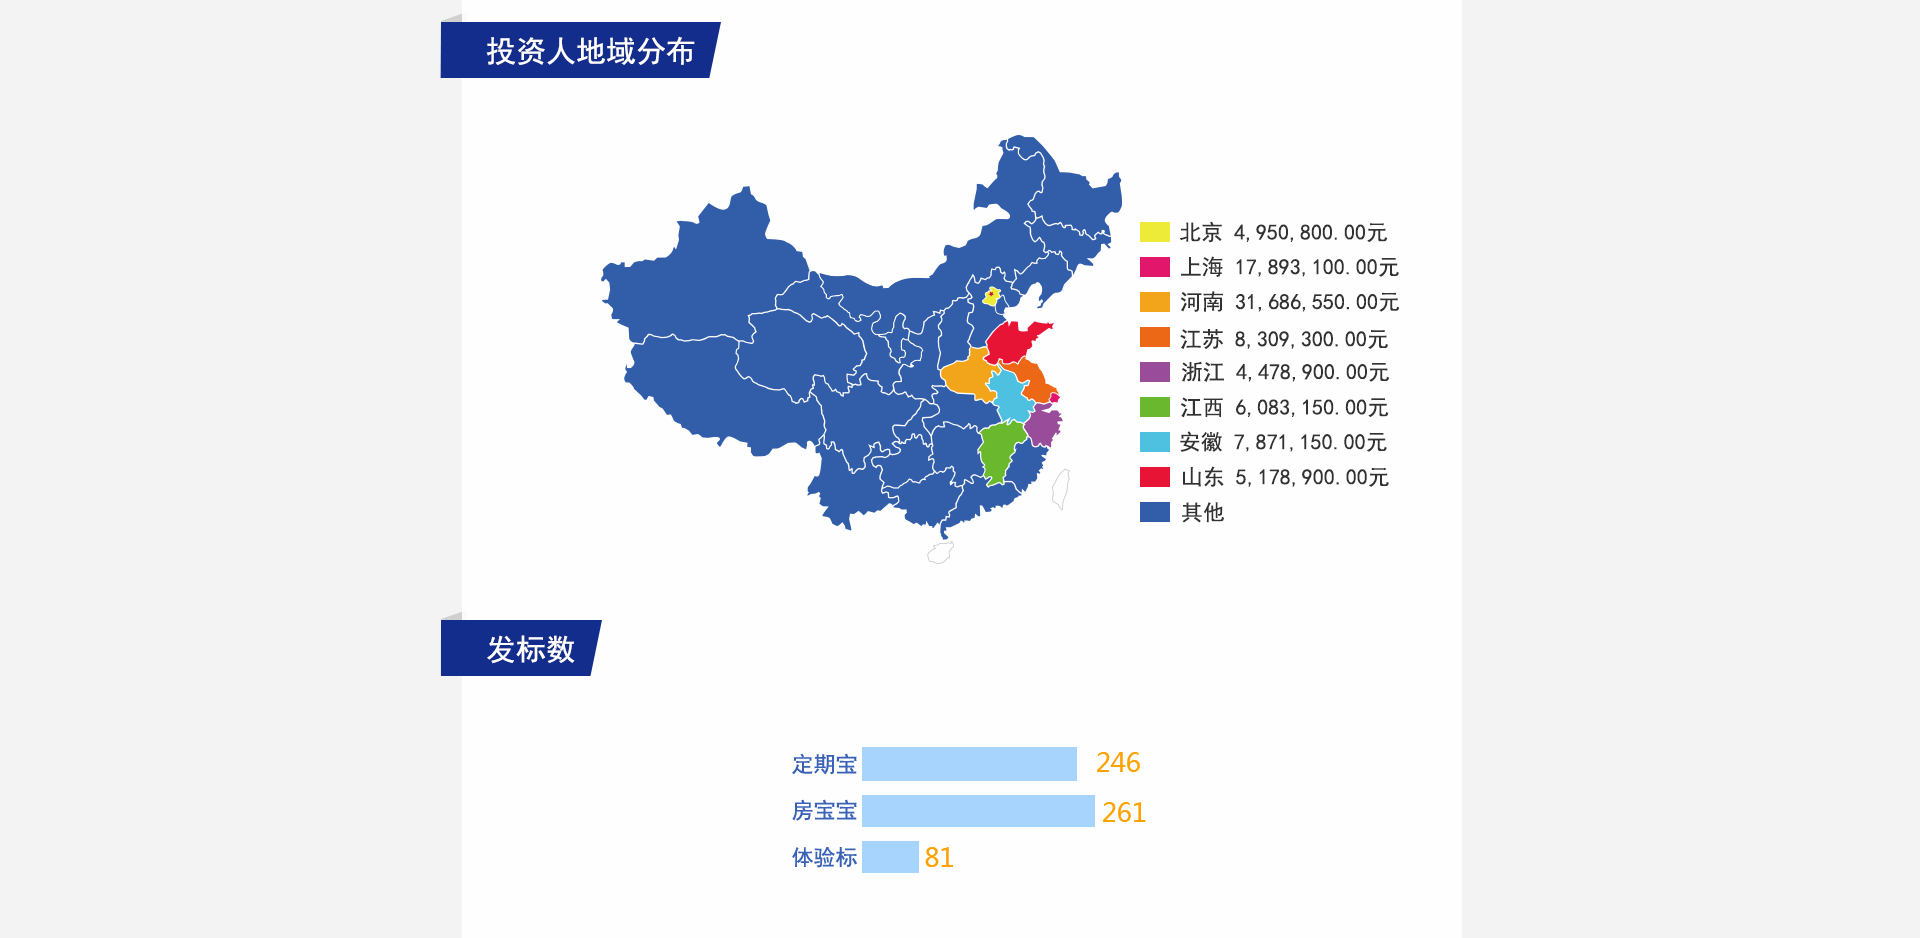 投资人地域分布
北京 4,950,800.00元
上海 17,893,100.00元
河南 31,686,550.00元
江苏 8,309,300.00元
浙江 4,478,900.00元
江西 6,083,150.00元
安徽 7,871,150.00元
山东 5,178,900.00元
其他
发标数
定期宝 246
房宝宝 261
体验标 81